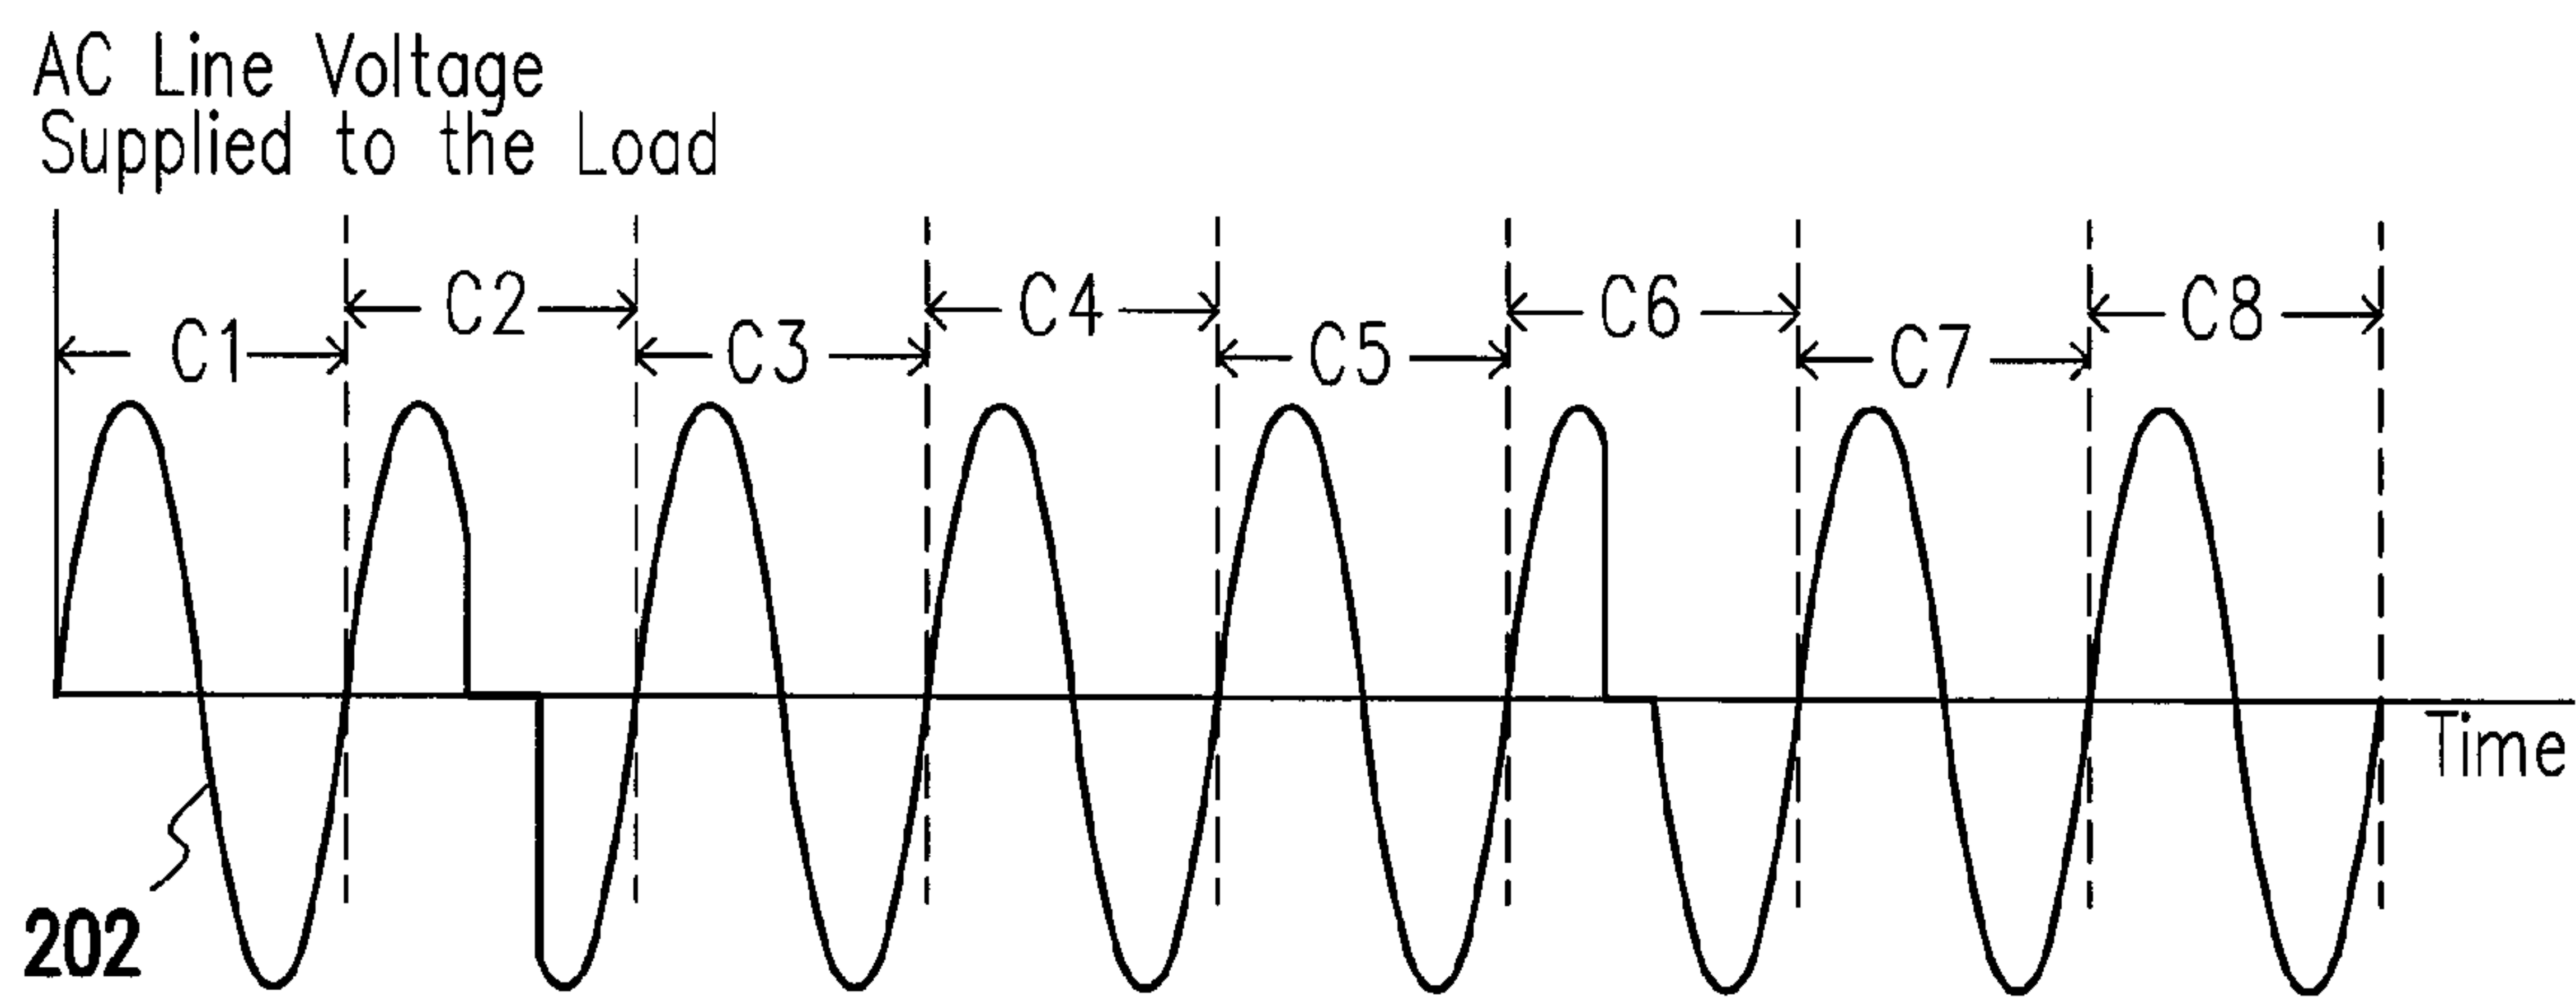 AC Line Voltage
Supplied to the Load
C1
C2
C3
C4
C5
C6
C7
C8
Time
202